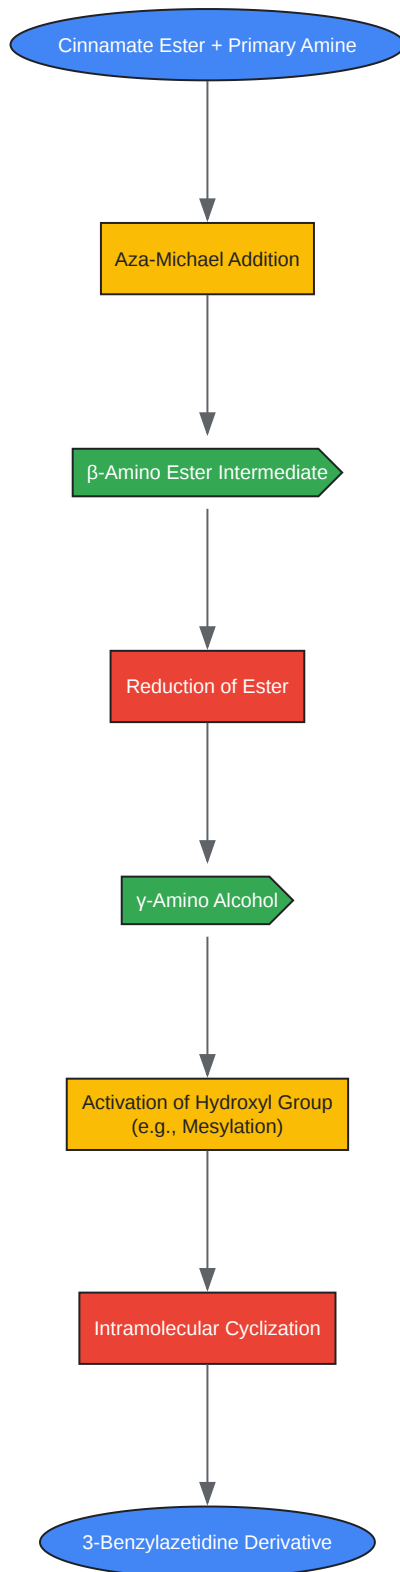 Cinnamate Ester + Primary Amine
Aza-Michael Addition
β-Amino Ester Intermediate
Reduction of Ester
γ-Amino Alcohol
Activation of Hydroxyl Group
(e.g., Mesylation)
Intramolecular Cyclization
3-Benzylazetidine Derivative